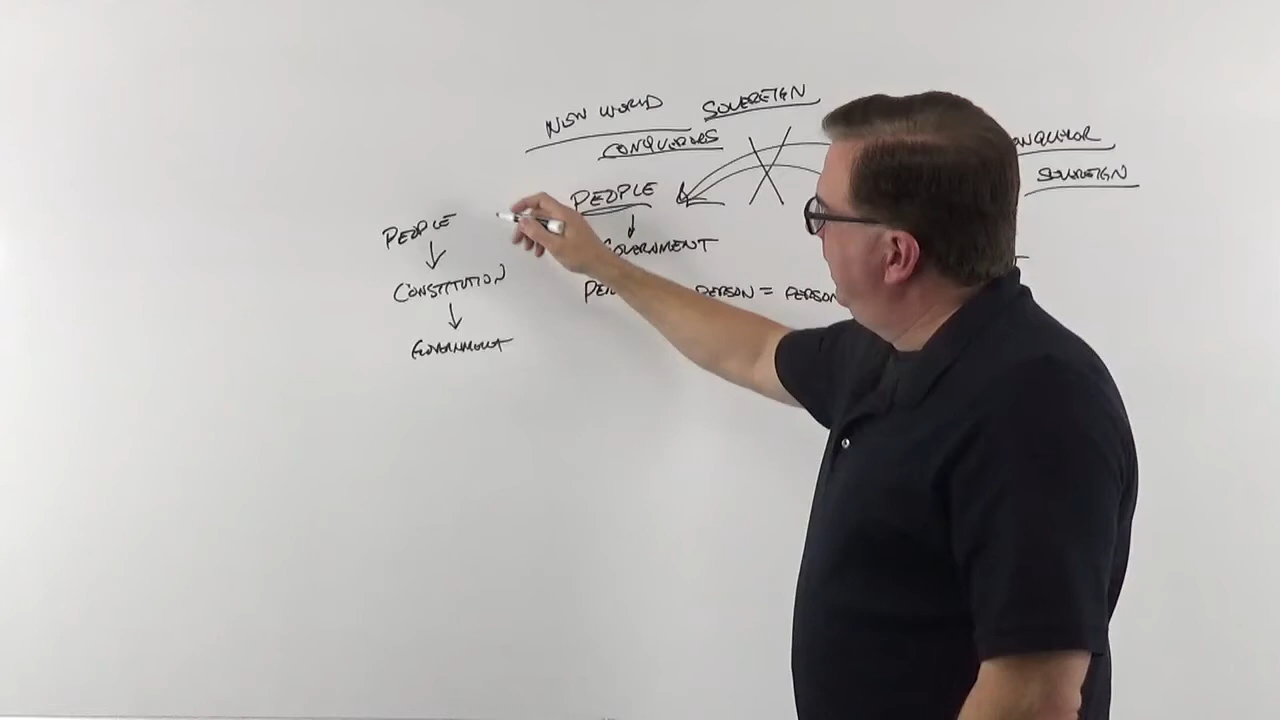 NEW WORLD
SOVEREIGN
CONQUERORS
SOVEREIGN
PEOPLE
GOVERNMENT
PERSON = PERSON
PEOPLE
CONSTITUTION
GOVERNMENT